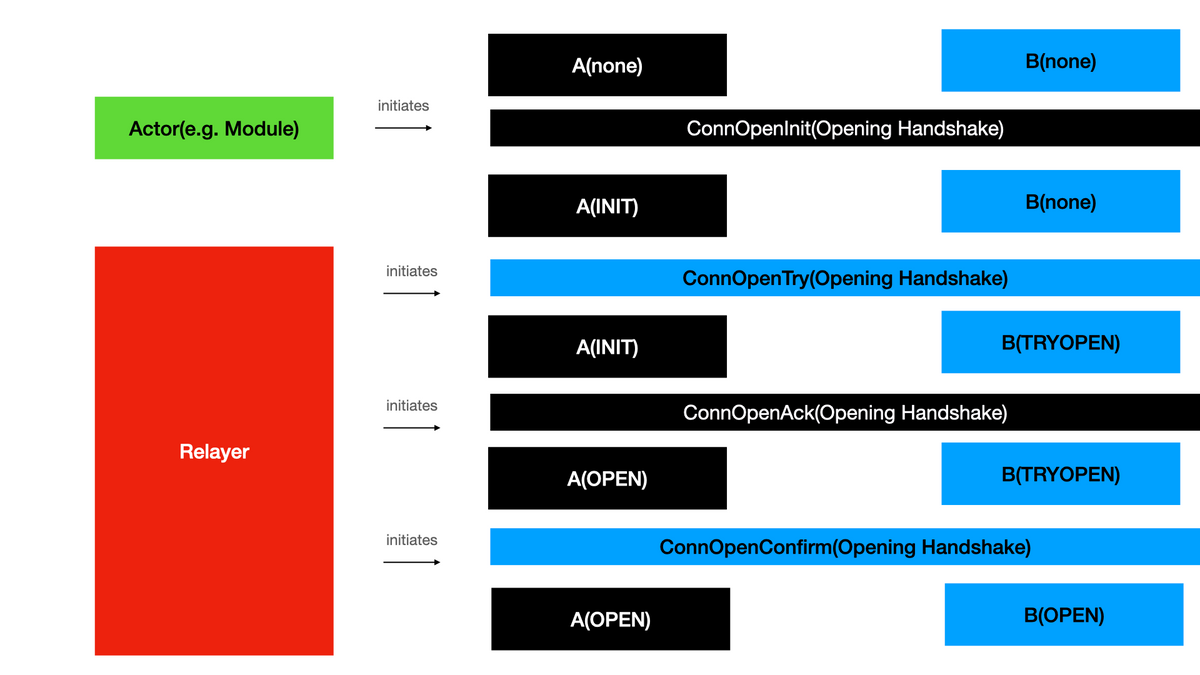 A(none)
B(none)
initiates
Actor(e.g. Module)
ConnOpenInit(Opening Handshake)
A(INIT)
B(none)
initiates
ConnOpenTry(Opening Handshake)
A(INIT)
B(TRYOPEN)
initiates
ConnOpenAck(Opening Handshake)
Relayer
A(OPEN)
B(TRYOPEN)
initiates
ConnOpenConfirm(Opening Handshake)
A(OPEN)
B(OPEN)